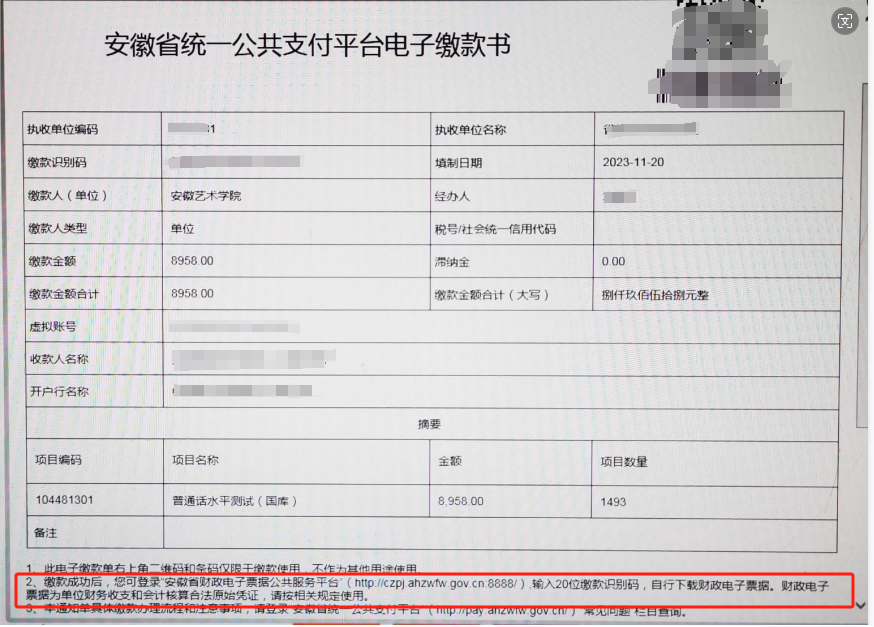 安徽省统一公共支付平台电子缴款书
执收单位编码 1 执收单位名称
缴款识别码 填制日期 2023-11-20
缴款人（单位） 安徽艺术学院 经办人
缴款人类型 单位 税号/社会统一信用代码
缴款金额 8958.00 滞纳金 0.00
缴款金额合计 8958.00 缴款金额合计（大写） 捌仟玖佰伍拾捌元整
虚拟账号
收款人名称
开户行名称
摘要
项目编码 项目名称 金额 项目数量
104481301 普通话水平测试（国库） 8,958.00 1493
备注
1、此电子缴款单右上角二维码和条码仅限于缴款使用，不作为其他用途使用。
2、缴款成功后，您可登录“安徽省财政电子票据公共服务平台”（http://czpj.ahzwfw.gov.cn:8888/）.输入20位缴款识别码，自行下载财政电子票据。财政电子
票据为单位财务收支和会计核算合法原始凭证，请按相关规定使用。
3、本通知单具体缴款办理流程和注意事项，请登录“安徽省统一公共支付平台”（http://pay.ahzwfw.gov.cn/）“常见问题”栏目查询。